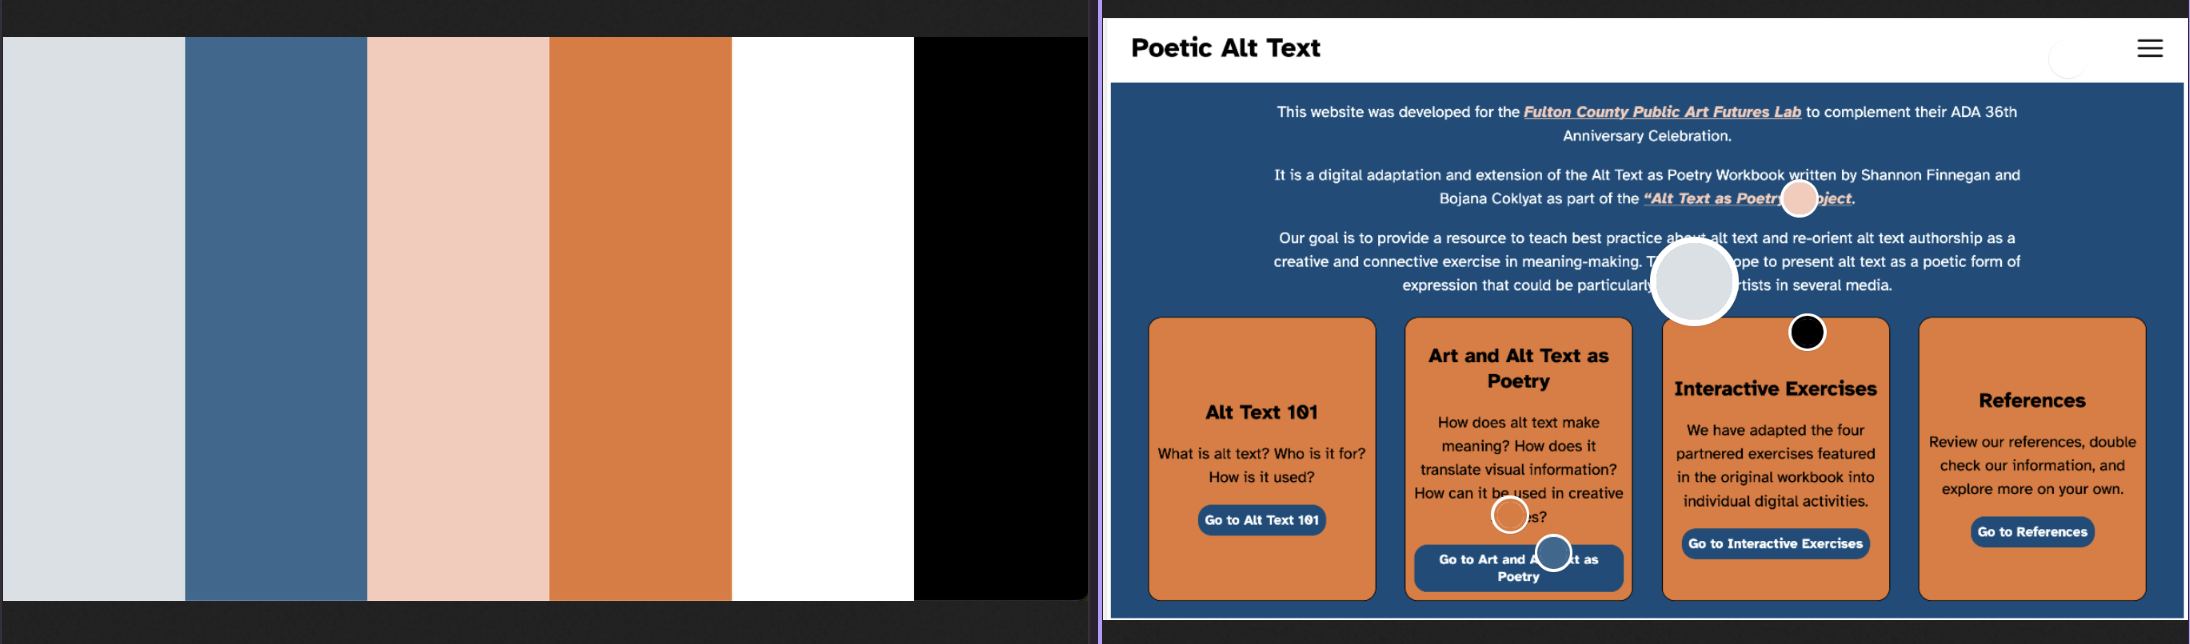 Poetic Alt Text
This website was developed for the Fulton County Public Art Futures Lab to complement their ADA 36th
Anniversary Celebration.
It is a digital adaptation and extension of the Alt Text as Poetry Workbook written by Shannon Finnegan and
Bojana Coklyat as part of the “Alt Text as Poetry
Our goal is to provide a resource to teach best practice about alt text and re-orient alt text authorship as a
creative and connective exercise in meaning-making. to present alt text as a poetic form of
expression that could be particularly in several media.
Alt Text 101
What is alt text? Who is it for?
How is it used?
Go to Alt Text 101
Art and Alt Text as
Poetry
How does alt text make
meaning? How does it
translate visual information?
How can it be used in creative
Go to Art and as
Poetry
Interactive Exercises
We have adapted the four
partnered exercises featured
in the original workbook into
individual digital activities.
Go to Interactive Exercises
References
Review our references, double
check our information, and
explore more on your own.
Go to References